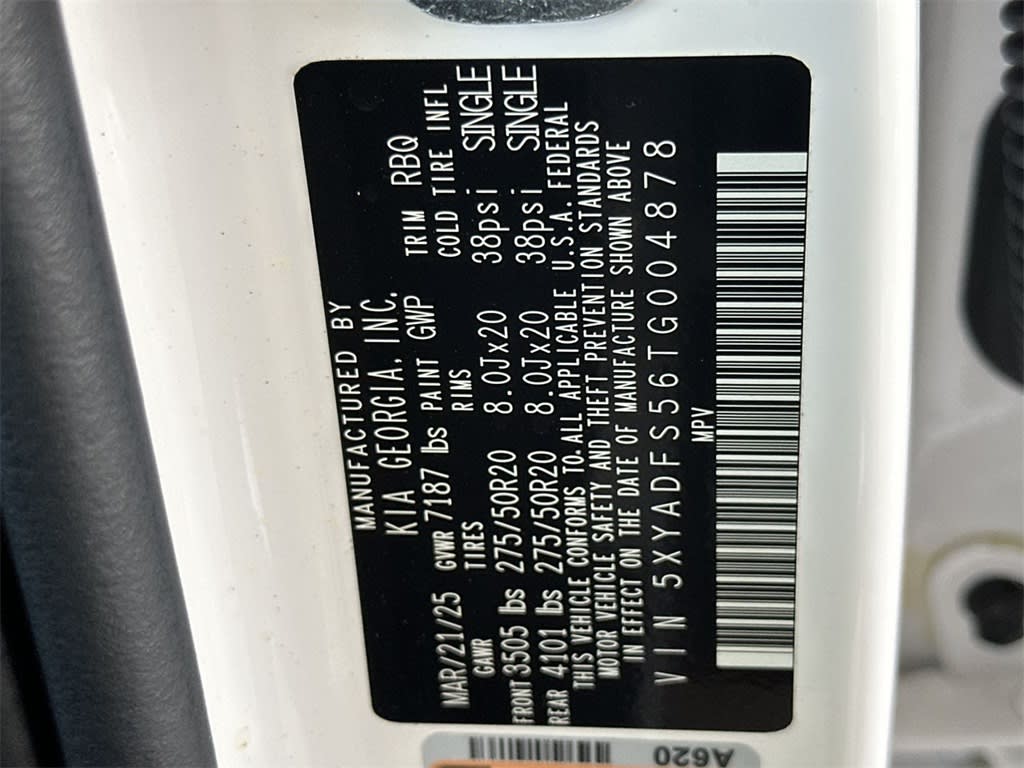 MANUFACTURED BY
KIA GEORGIA, INC.
MAR/21/25 GVWR 7187 lbs PAINT GWP TRIM RBQ
GAWR TIRES RIMS COLD TIRE INFL
FRONT 3505 lbs 275/50R20 8.0Jx20 38psi SINGLE
REAR 4101 lbs 275/50R20 8.0Jx20 38psi SINGLE
THIS VEHICLE CONFORMS TO ALL APPLICABLE U.S.A. FEDERAL
MOTOR VEHICLE SAFETY AND THEFT PREVENTION STANDARDS
IN EFFECT ON THE DATE OF MANUFACTURE SHOWN ABOVE
VIN 5XYADFS56TG004878
MPV
A620